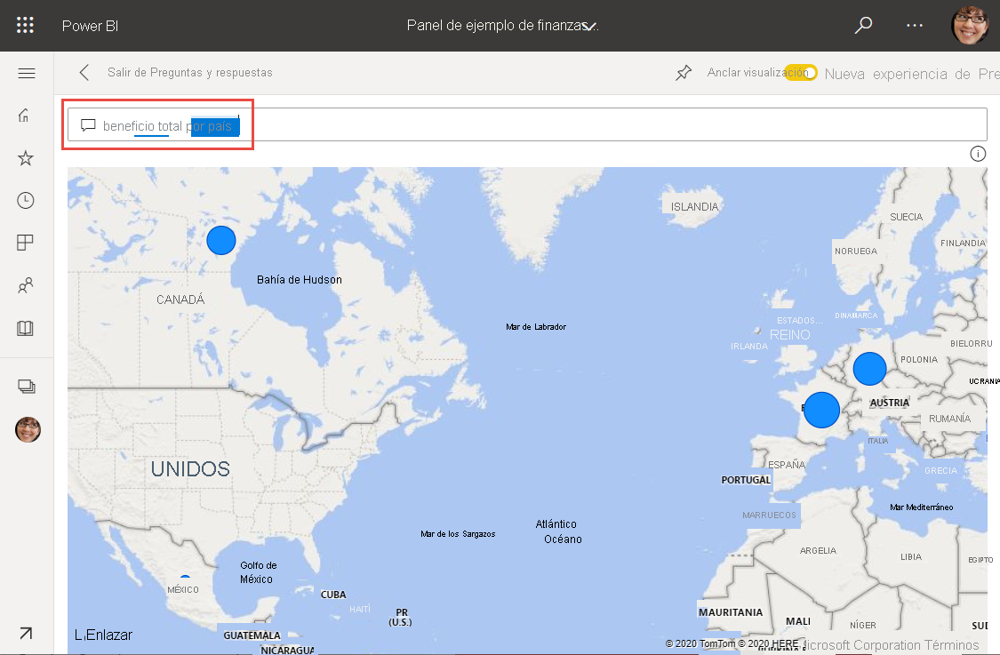 Power BI
Panel de ejemplo de finanzas...
Salir de Preguntas y respuestas
Anclar visualización
Nueva experiencia de Pre
beneficio total por país
ISLANDIA
SUECIA
NORUEGA
FINLANDIA
Bahía de Hudson
CANADÁ
Mar de Labrador
ESTADOS...
DINAMARCA
REINO
IRLANDA
BIELORRU
POLONIA
UCRANIA
AUSTRIA
RUMANÍA
ITALIA
UNIDOS
ESPAÑA
GRECIA
PORTUGAL
Mar Mediterráneo
MARRUECOS
Atlántico
Océano
Mar de los Sargazos
ARGELIA
LIBIA
EGIPTO
Golfo de
México
MÉXICO
CUBA
HAITÍ
PR
(U.S.)
MAURITANIA
MALI
NÍGER
SUD
Enlazar
GUATEMALA
NICARAGUA
© 2020 TomTom © 2020 HERE, icrosoft Corporation Términos